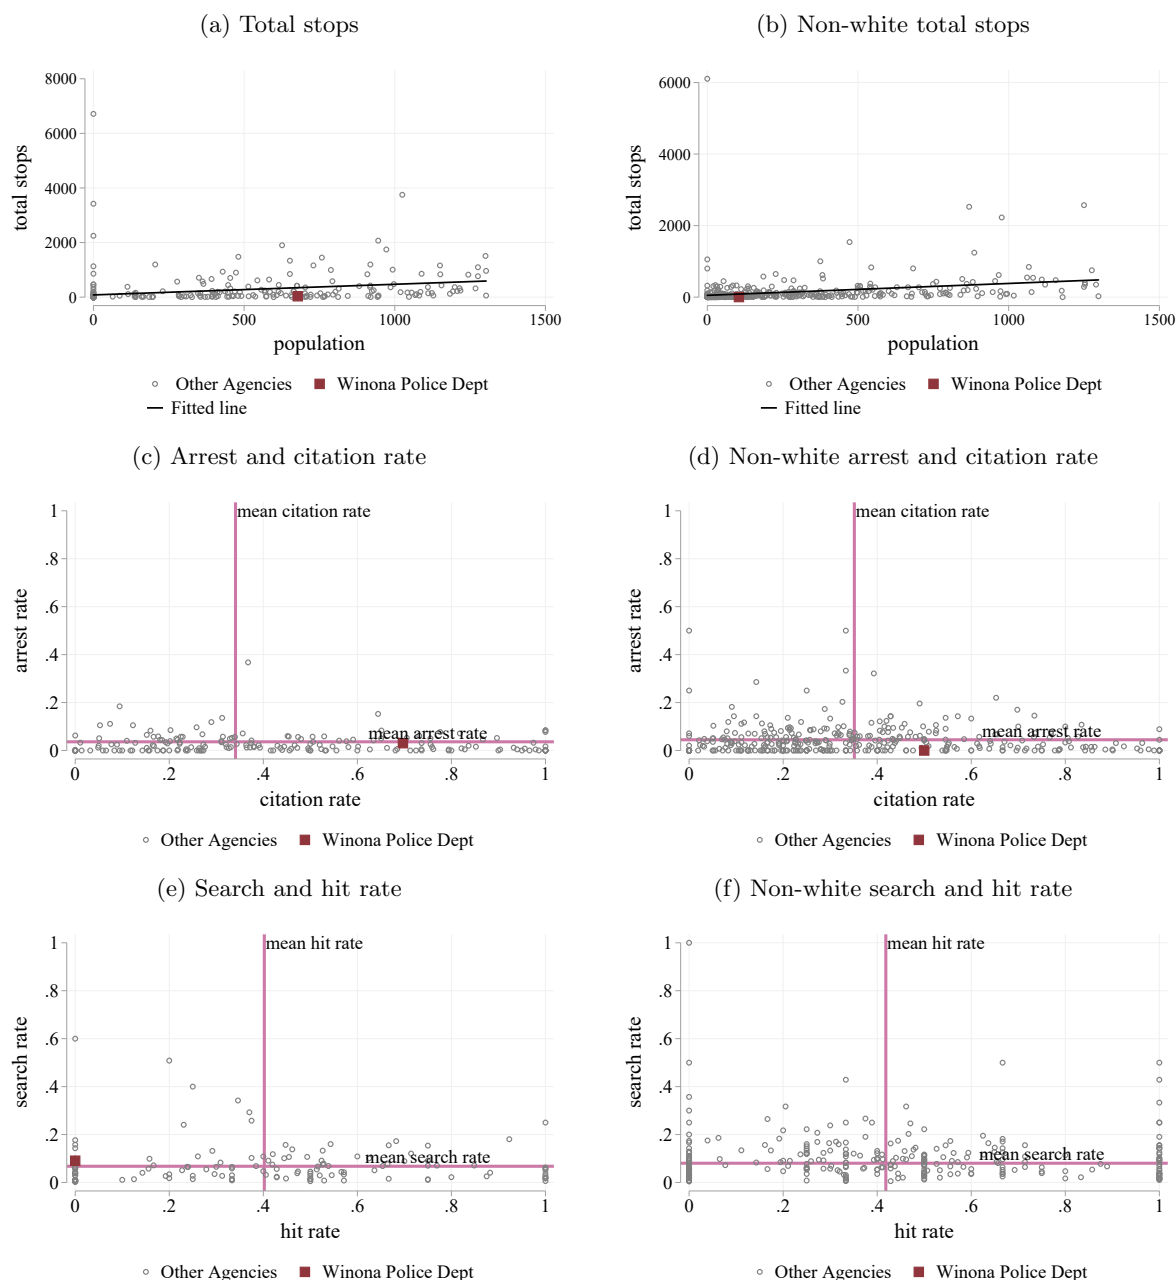 (a) Total stops
(b) Non-white total stops
total stops
8000
6000
4000
2000
0
0 500 1000 1500
population
Other Agencies Winona Police Dept
Fitted line
total stops
6000
4000
2000
0
0 500 1000 1500
population
Other Agencies Winona Police Dept
Fitted line
(c) Arrest and citation rate
(d) Non-white arrest and citation rate
arrest rate
1
.8
.6
.4
.2
0
mean citation rate
mean arrest rate
0 .2 .4 .6 .8 1
citation rate
Other Agencies Winona Police Dept
arrest rate
1
.8
.6
.4
.2
0
mean citation rate
mean arrest rate
0 .2 .4 .6 .8 1
citation rate
Other Agencies Winona Police Dept
(e) Search and hit rate
(f) Non-white search and hit rate
search rate
1
.8
.6
.4
.2
0
mean hit rate
mean search rate
0 .2 .4 .6 .8 1
hit rate
Other Agencies Winona Police Dept
search rate
1
.8
.6
.4
.2
0
mean hit rate
mean search rate
0 .2 .4 .6 .8 1
hit rate
Other Agencies Winona Police Dept